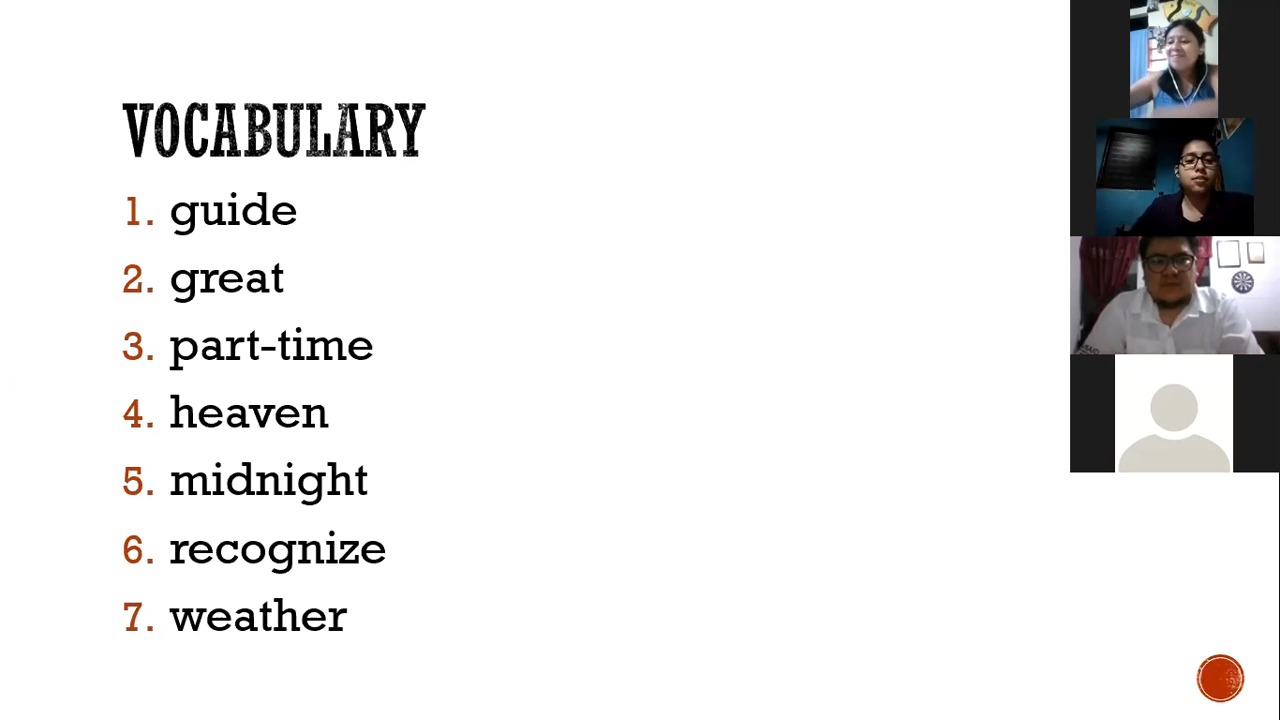 VOCABULARY
1. guide
2. great
3. part-time
4. heaven
5. midnight
6. recognize
7. weather